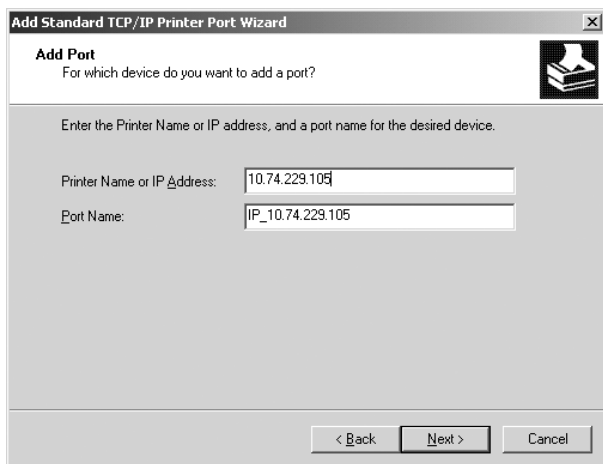 Add Standard TCP/IP Printer Port Wizard
Add Port
For which device do you want to add a port?
Enter the Printer Name or IP address, and a port name for the desired device.
Printer Name or IP Address: 10.74.229.105
Port Name: IP_10.74.229.105
< Back Next > Cancel